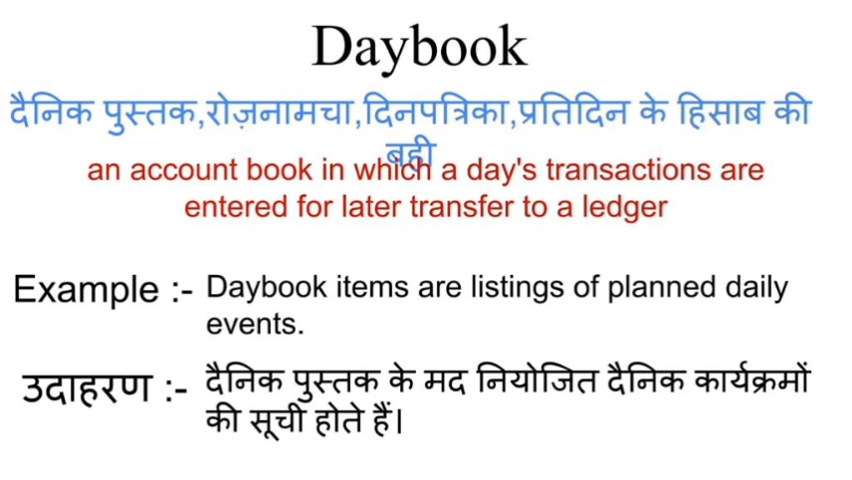 Daybook
दैनिक पुस्तक,रोज़नामचा,दिनपत्रिका,प्रतिदिन के हिसाब की
बही
an account book in which a day's transactions are
entered for later transfer to a ledger
Example :- Daybook items are listings of planned daily
events.
उदाहरण :- दैनिक पुस्तक के मद नियोजित दैनिक कार्यक्रमों
की सूची होते हैं।